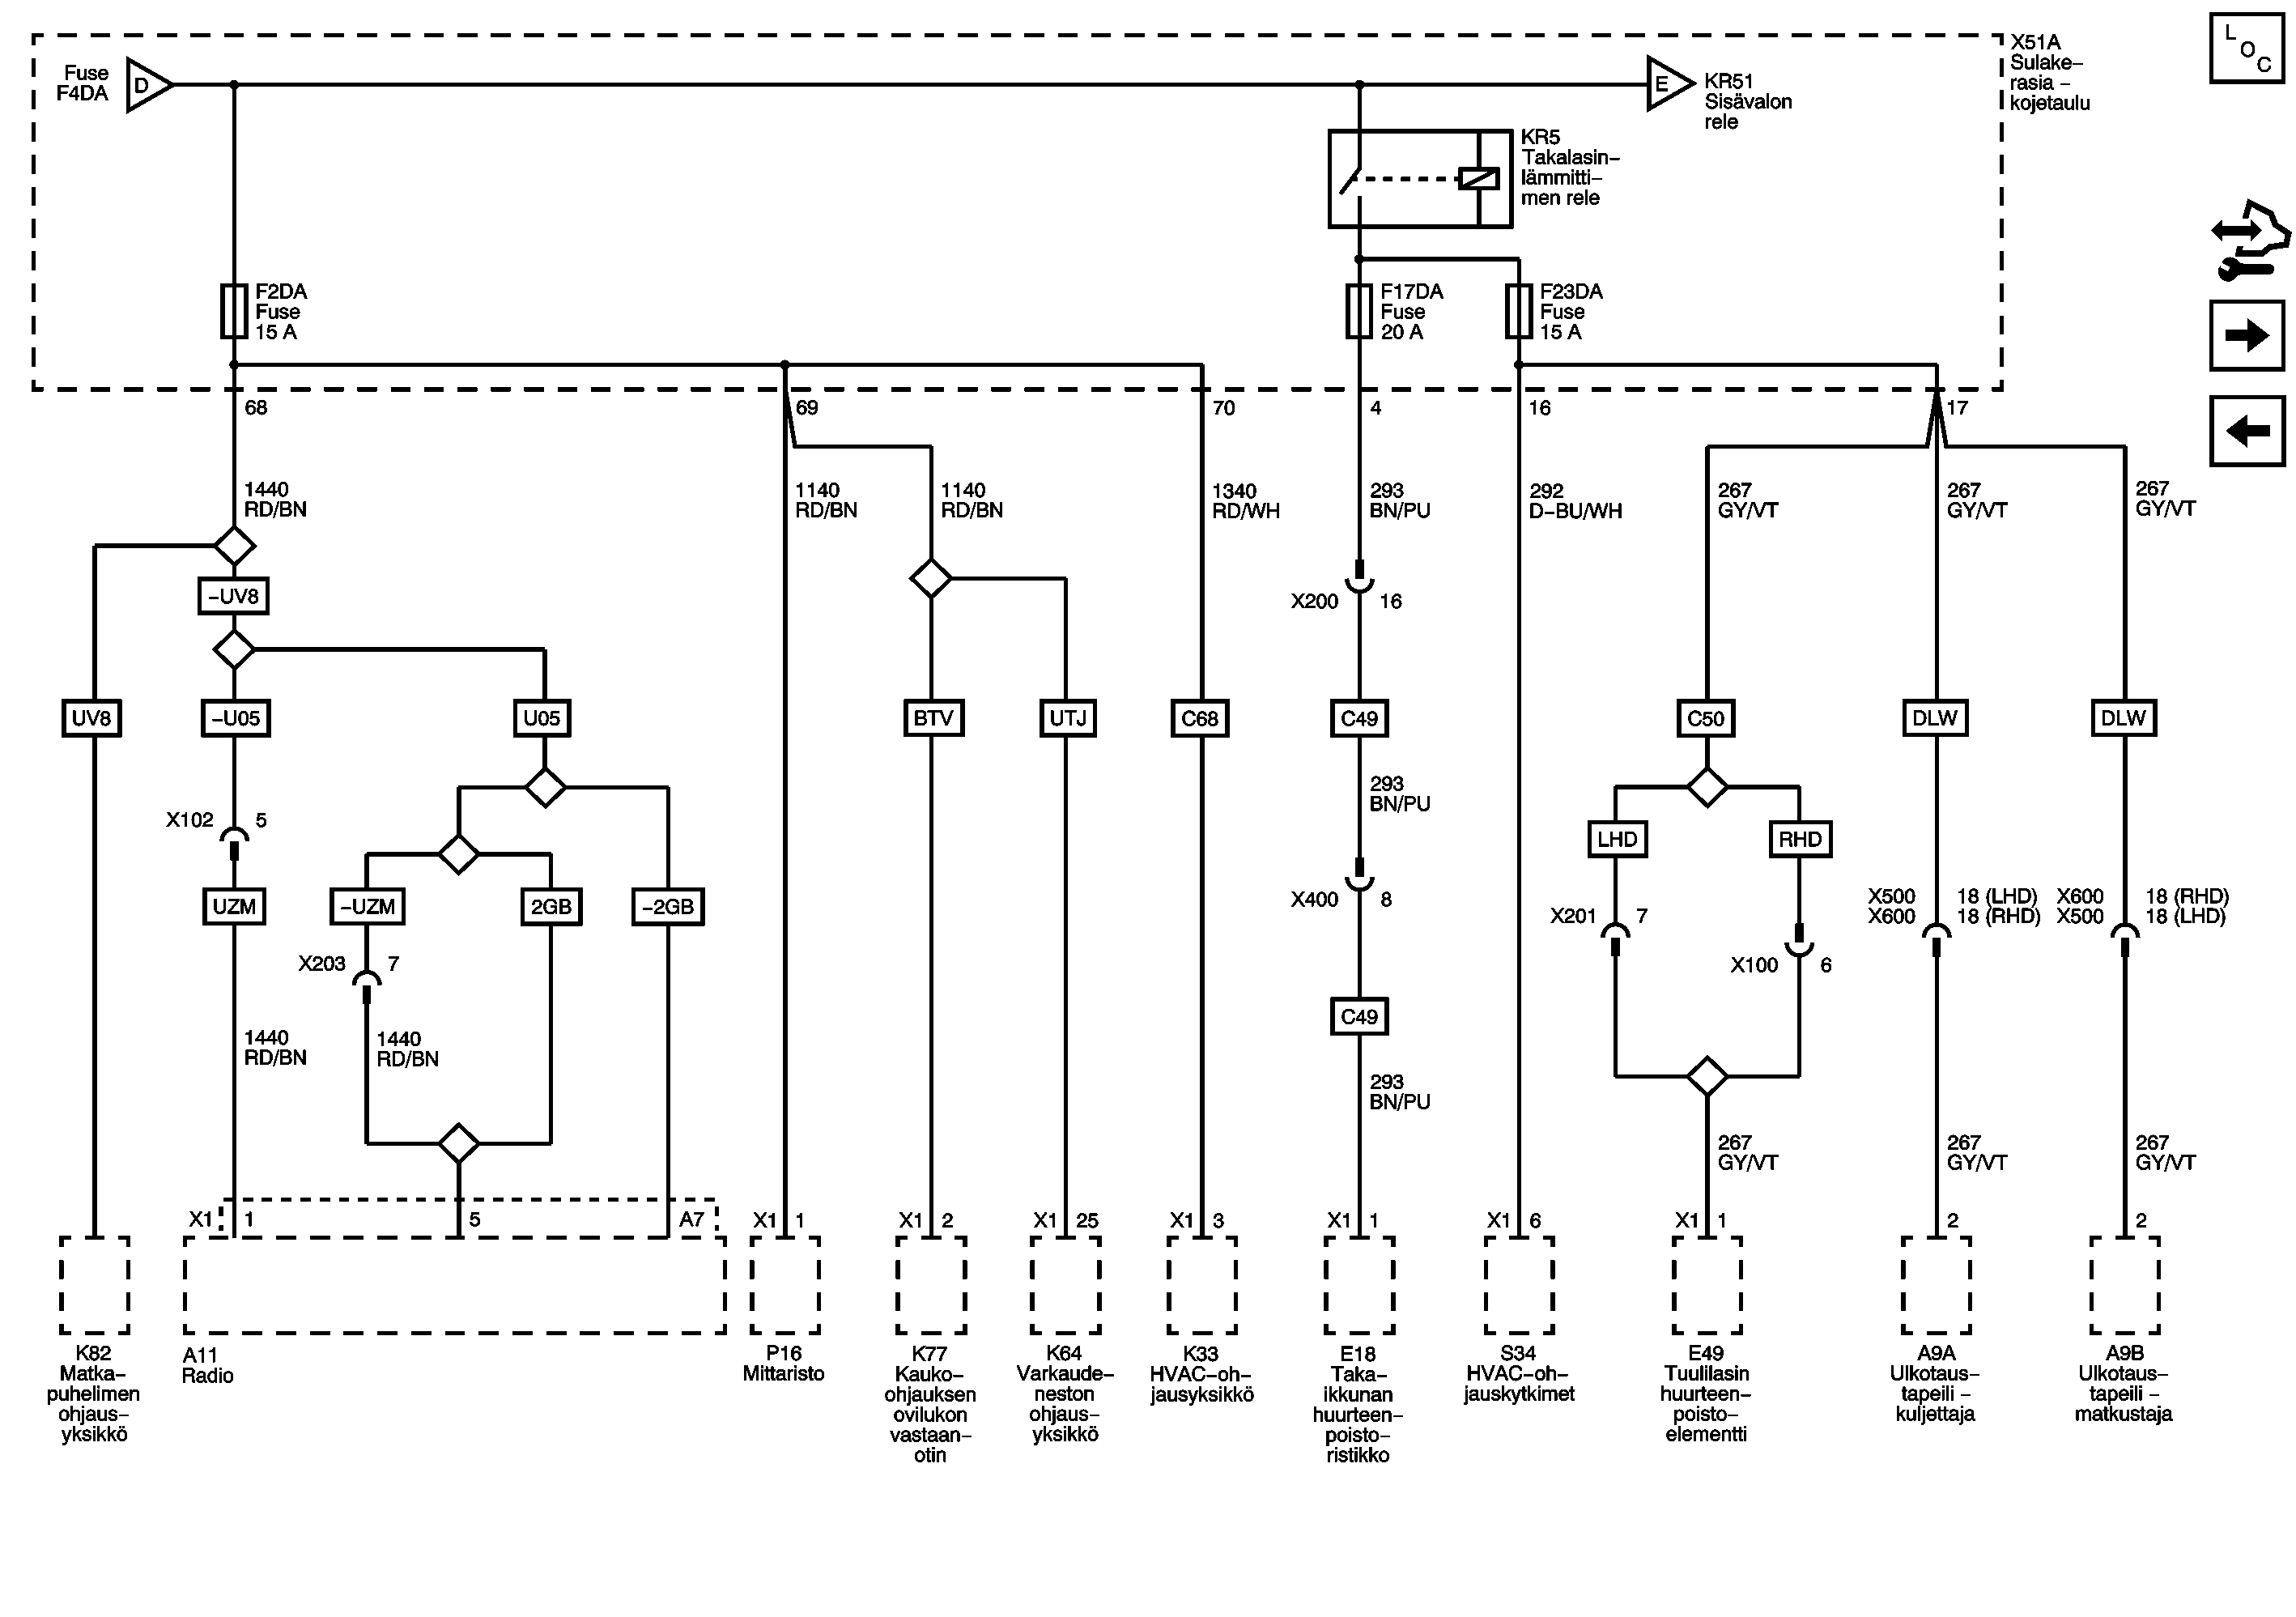 L
O
C
Fuse
F4DA
D
E
KR51
Sisävalon
rele
X51A
Sulake–
rasia –
kojetaulu
KR5
Takalasin–
lämmitti–
men rele
F2DA
Fuse
15 A
F17DA
Fuse
20 A
F23DA
Fuse
15 A
68
69
70
4
16
17
1440
RD/BN
1140
RD/BN
1140
RD/BN
1340
RD/WH
293
BN/PU
292
D–BU/WH
267
GY/VT
267
GY/VT
267
GY/VT
–UV8
X200
16
UV8
–U05
U05
BTV
UTJ
C68
C49
C50
DLW
DLW
293
BN/PU
X102
5
LHD
RHD
UZM
–UZM
2GB
–2GB
X400
8
X201
7
X500
X600
18 (LHD)
18 (RHD)
X600
X500
18 (RHD)
18 (LHD)
X203
7
X100
6
C49
1440
RD/BN
1440
RD/BN
293
BN/PU
267
GY/VT
267
GY/VT
267
GY/VT
X1
1
5
A7
X1
1
X1
2
X1
25
X1
3
X1
1
X1
6
X1
1
2
2
K82
Matka–
puhelimen
ohjaus–
yksikkö
A11
Radio
P16
Mittaristo
K77
Kauko–
ohjauksen
ovilukon
vastaan–
otin
K64
Varkaude–
neston
ohjaus–
yksikkö
K33
HVAC–oh–
jausyksikkö
E18
Taka–
ikkunan
huurteen–
poisto–
ristikko
S34
HVAC–oh–
jauskytkimet
E49
Tuulilasin
huurteen–
poisto–
elementti
A9A
Ulkotaus–
tapeili –
kuljettaja
A9B
Ulkotaus–
tapeili –
matkustaja